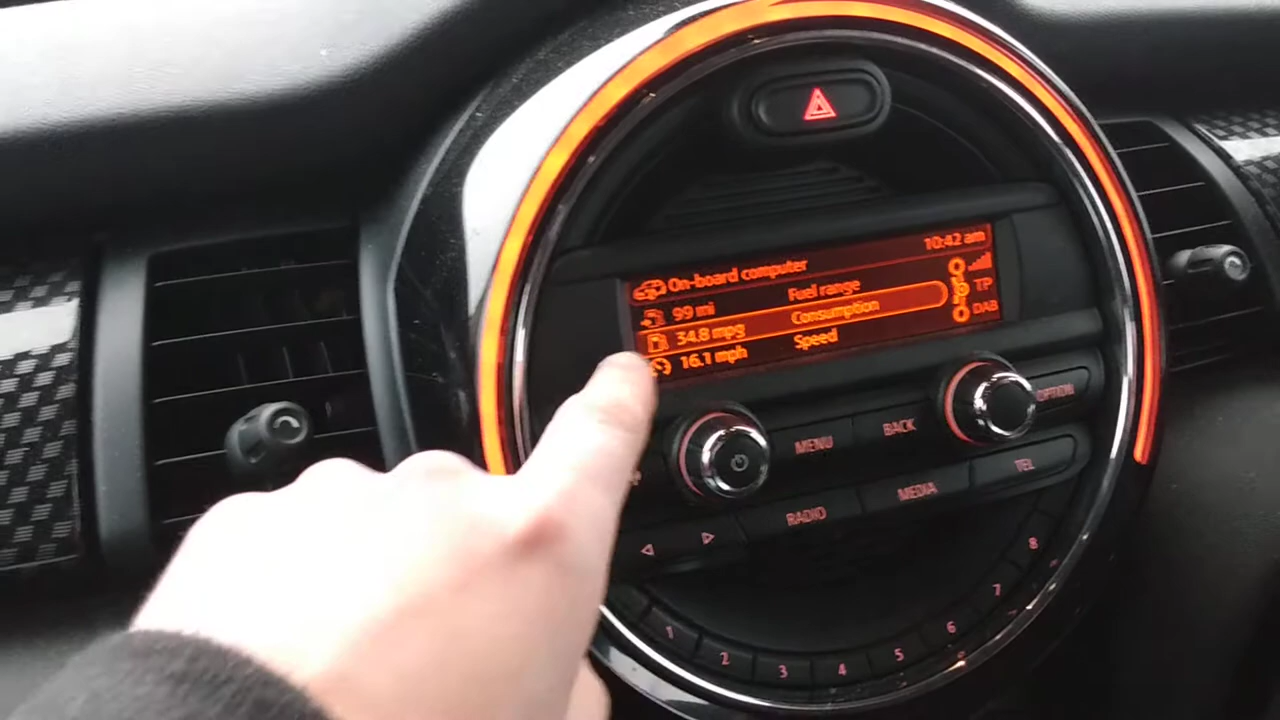 10:42 am
On-board computer
99 mi Fuel range
34.8 mpg Consumption
16.1 mph Speed
TP
DAB
MENU BACK OPTION
RADIO MEDIA TEL
1 2 3 4 5 6 7 8